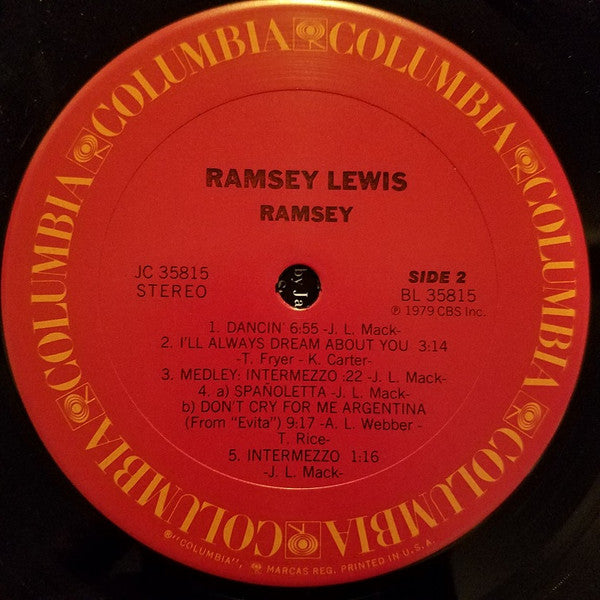 COLUMBIA COLUMBIA COLUMBIA COLUMBIA COLUMBIA COLUMBIA
RAMSEY LEWIS
RAMSEY
JC 35815
STEREO
by Ja
SIDE 2
BL 35815
℗ 1979 CBS Inc.
1. DANCIN' 6:55 -J. L. Mack-
2. I'LL ALWAYS DREAM ABOUT YOU 3:14
-T. Fryer - K. Carter-
3. MEDLEY: INTERMEZZO :22 -J. L. Mack-
4. a) SPAÑOLETTA -J. L. Mack-
b) DON'T CRY FOR ME ARGENTINA
(From "Evita") 9:17 -A. L. Webber -
T. Rice-
5. INTERMEZZO 1:16
-J. L. Mack-
®"COLUMBIA", MARCAS REG. PRINTED IN U.S.A.